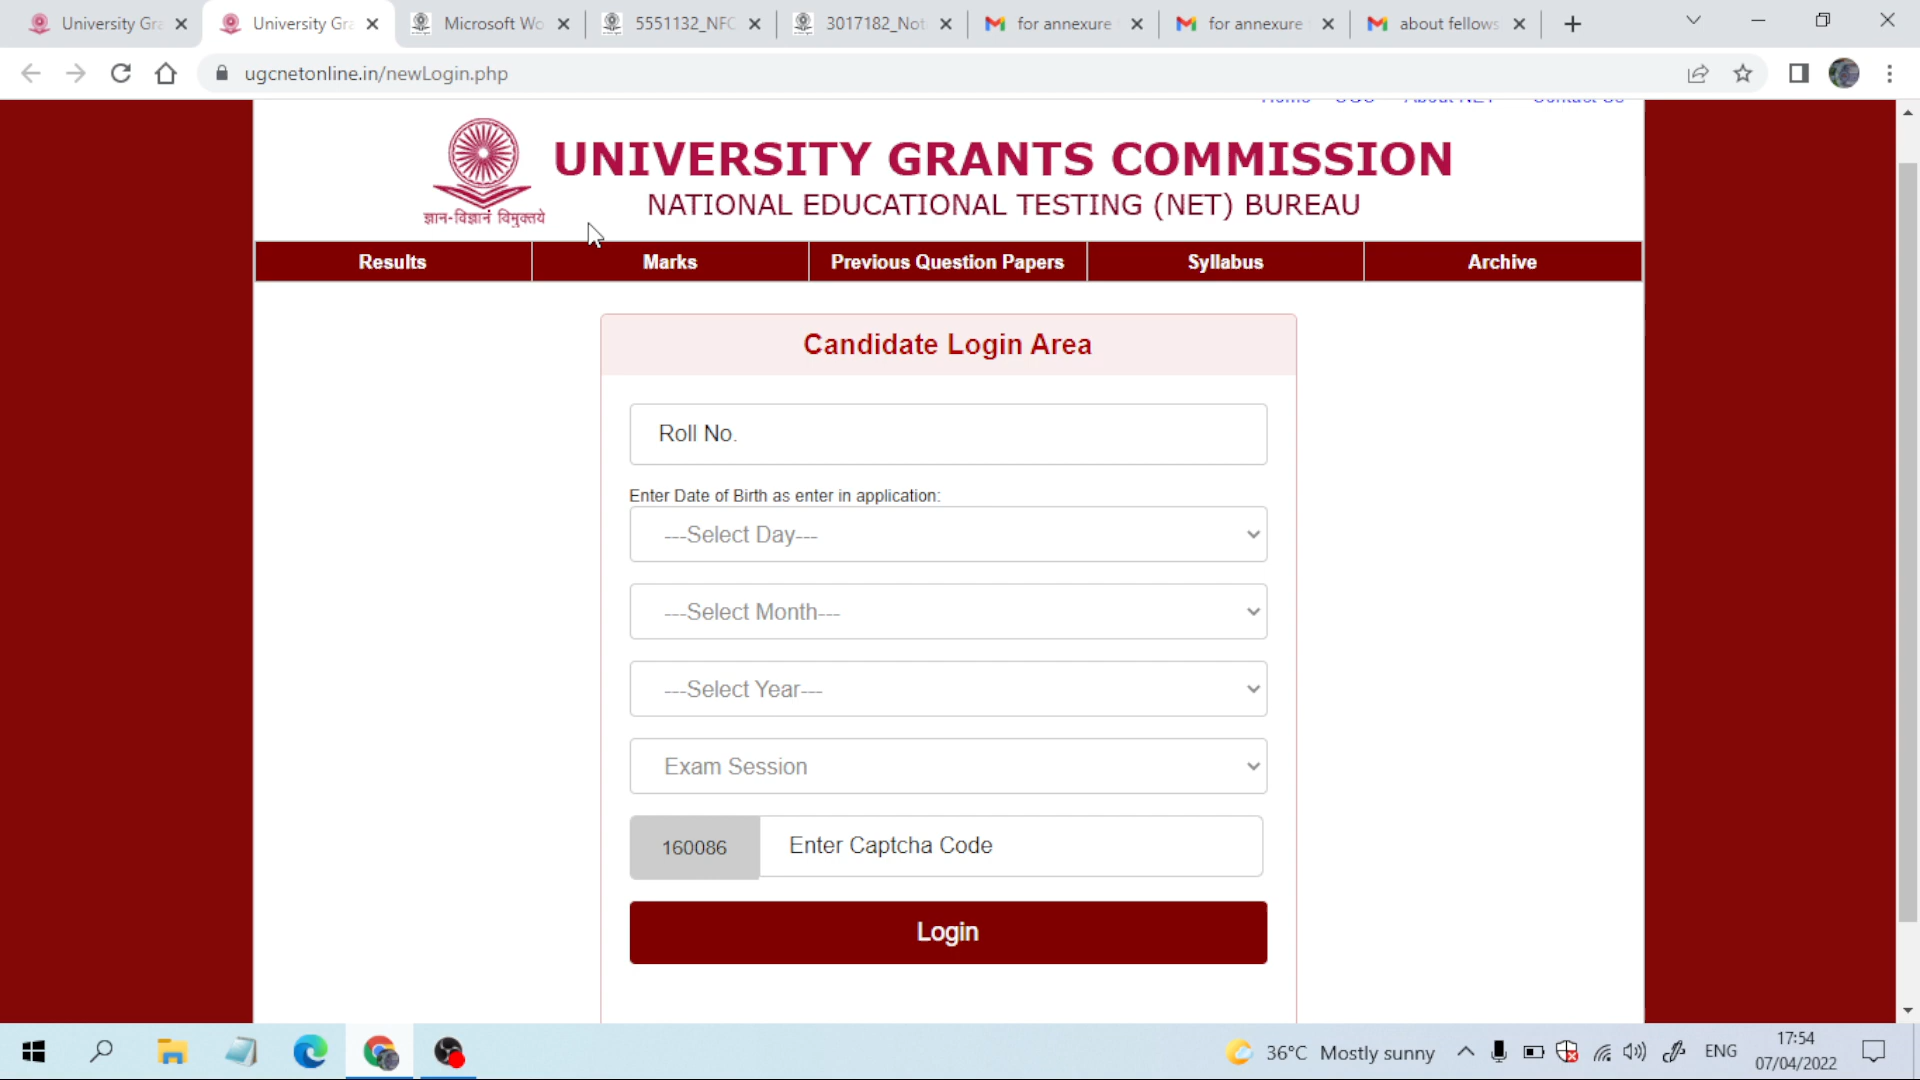 University Gra
University Gra
Microsoft Wo
5551132_NFC
3017182_Not
for annexure
for annexure
about fellows
ugcnetonline.in/newLogin.php
UNIVERSITY GRANTS COMMISSION
NATIONAL EDUCATIONAL TESTING (NET) BUREAU
ज्ञान-विज्ञानं विमुक्तये
Results
Marks
Previous Question Papers
Syllabus
Archive
Candidate Login Area
Roll No.
Enter Date of Birth as enter in application:
---Select Day---
---Select Month---
---Select Year---
Exam Session
160086
Enter Captcha Code
Login
36°C Mostly sunny
ENG
17:54
07/04/2022